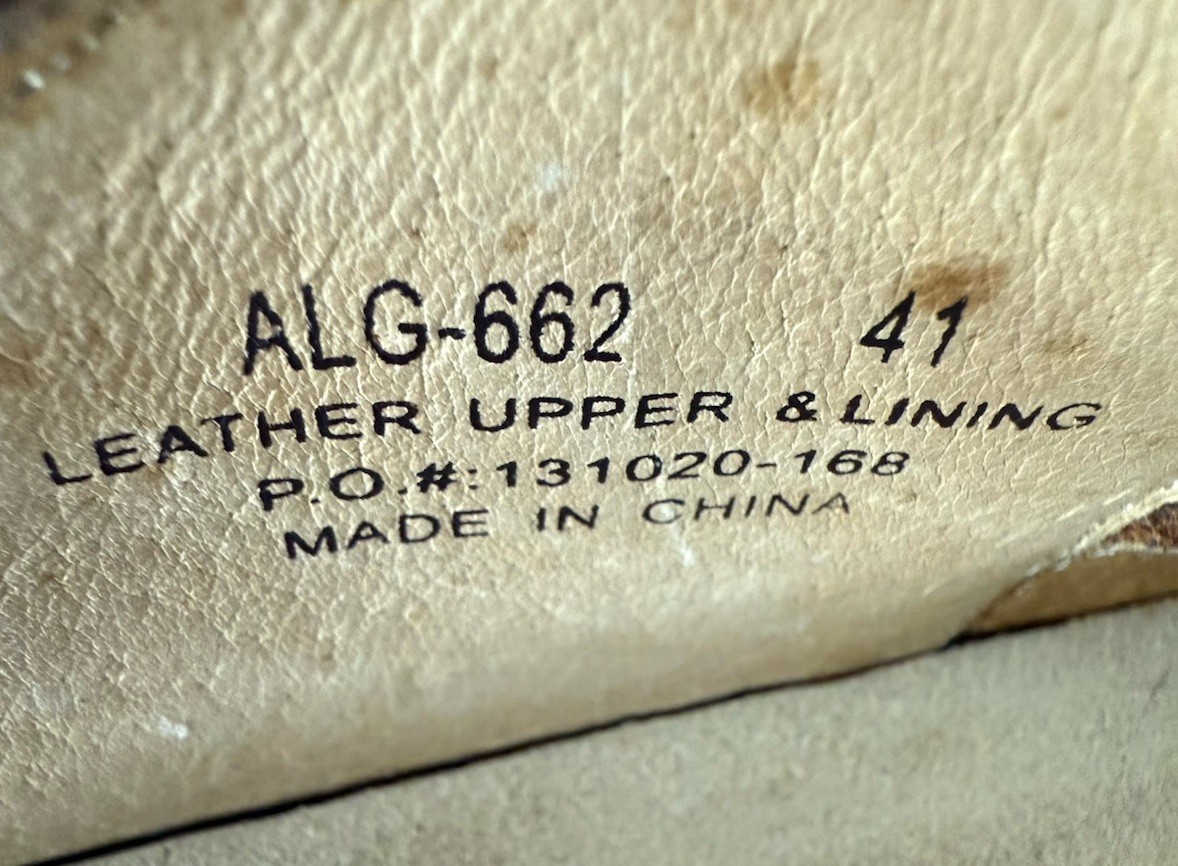 ALG-662 41
LEATHER UPPER & LINING
P.O.#:131020-168
MADE IN CHINA